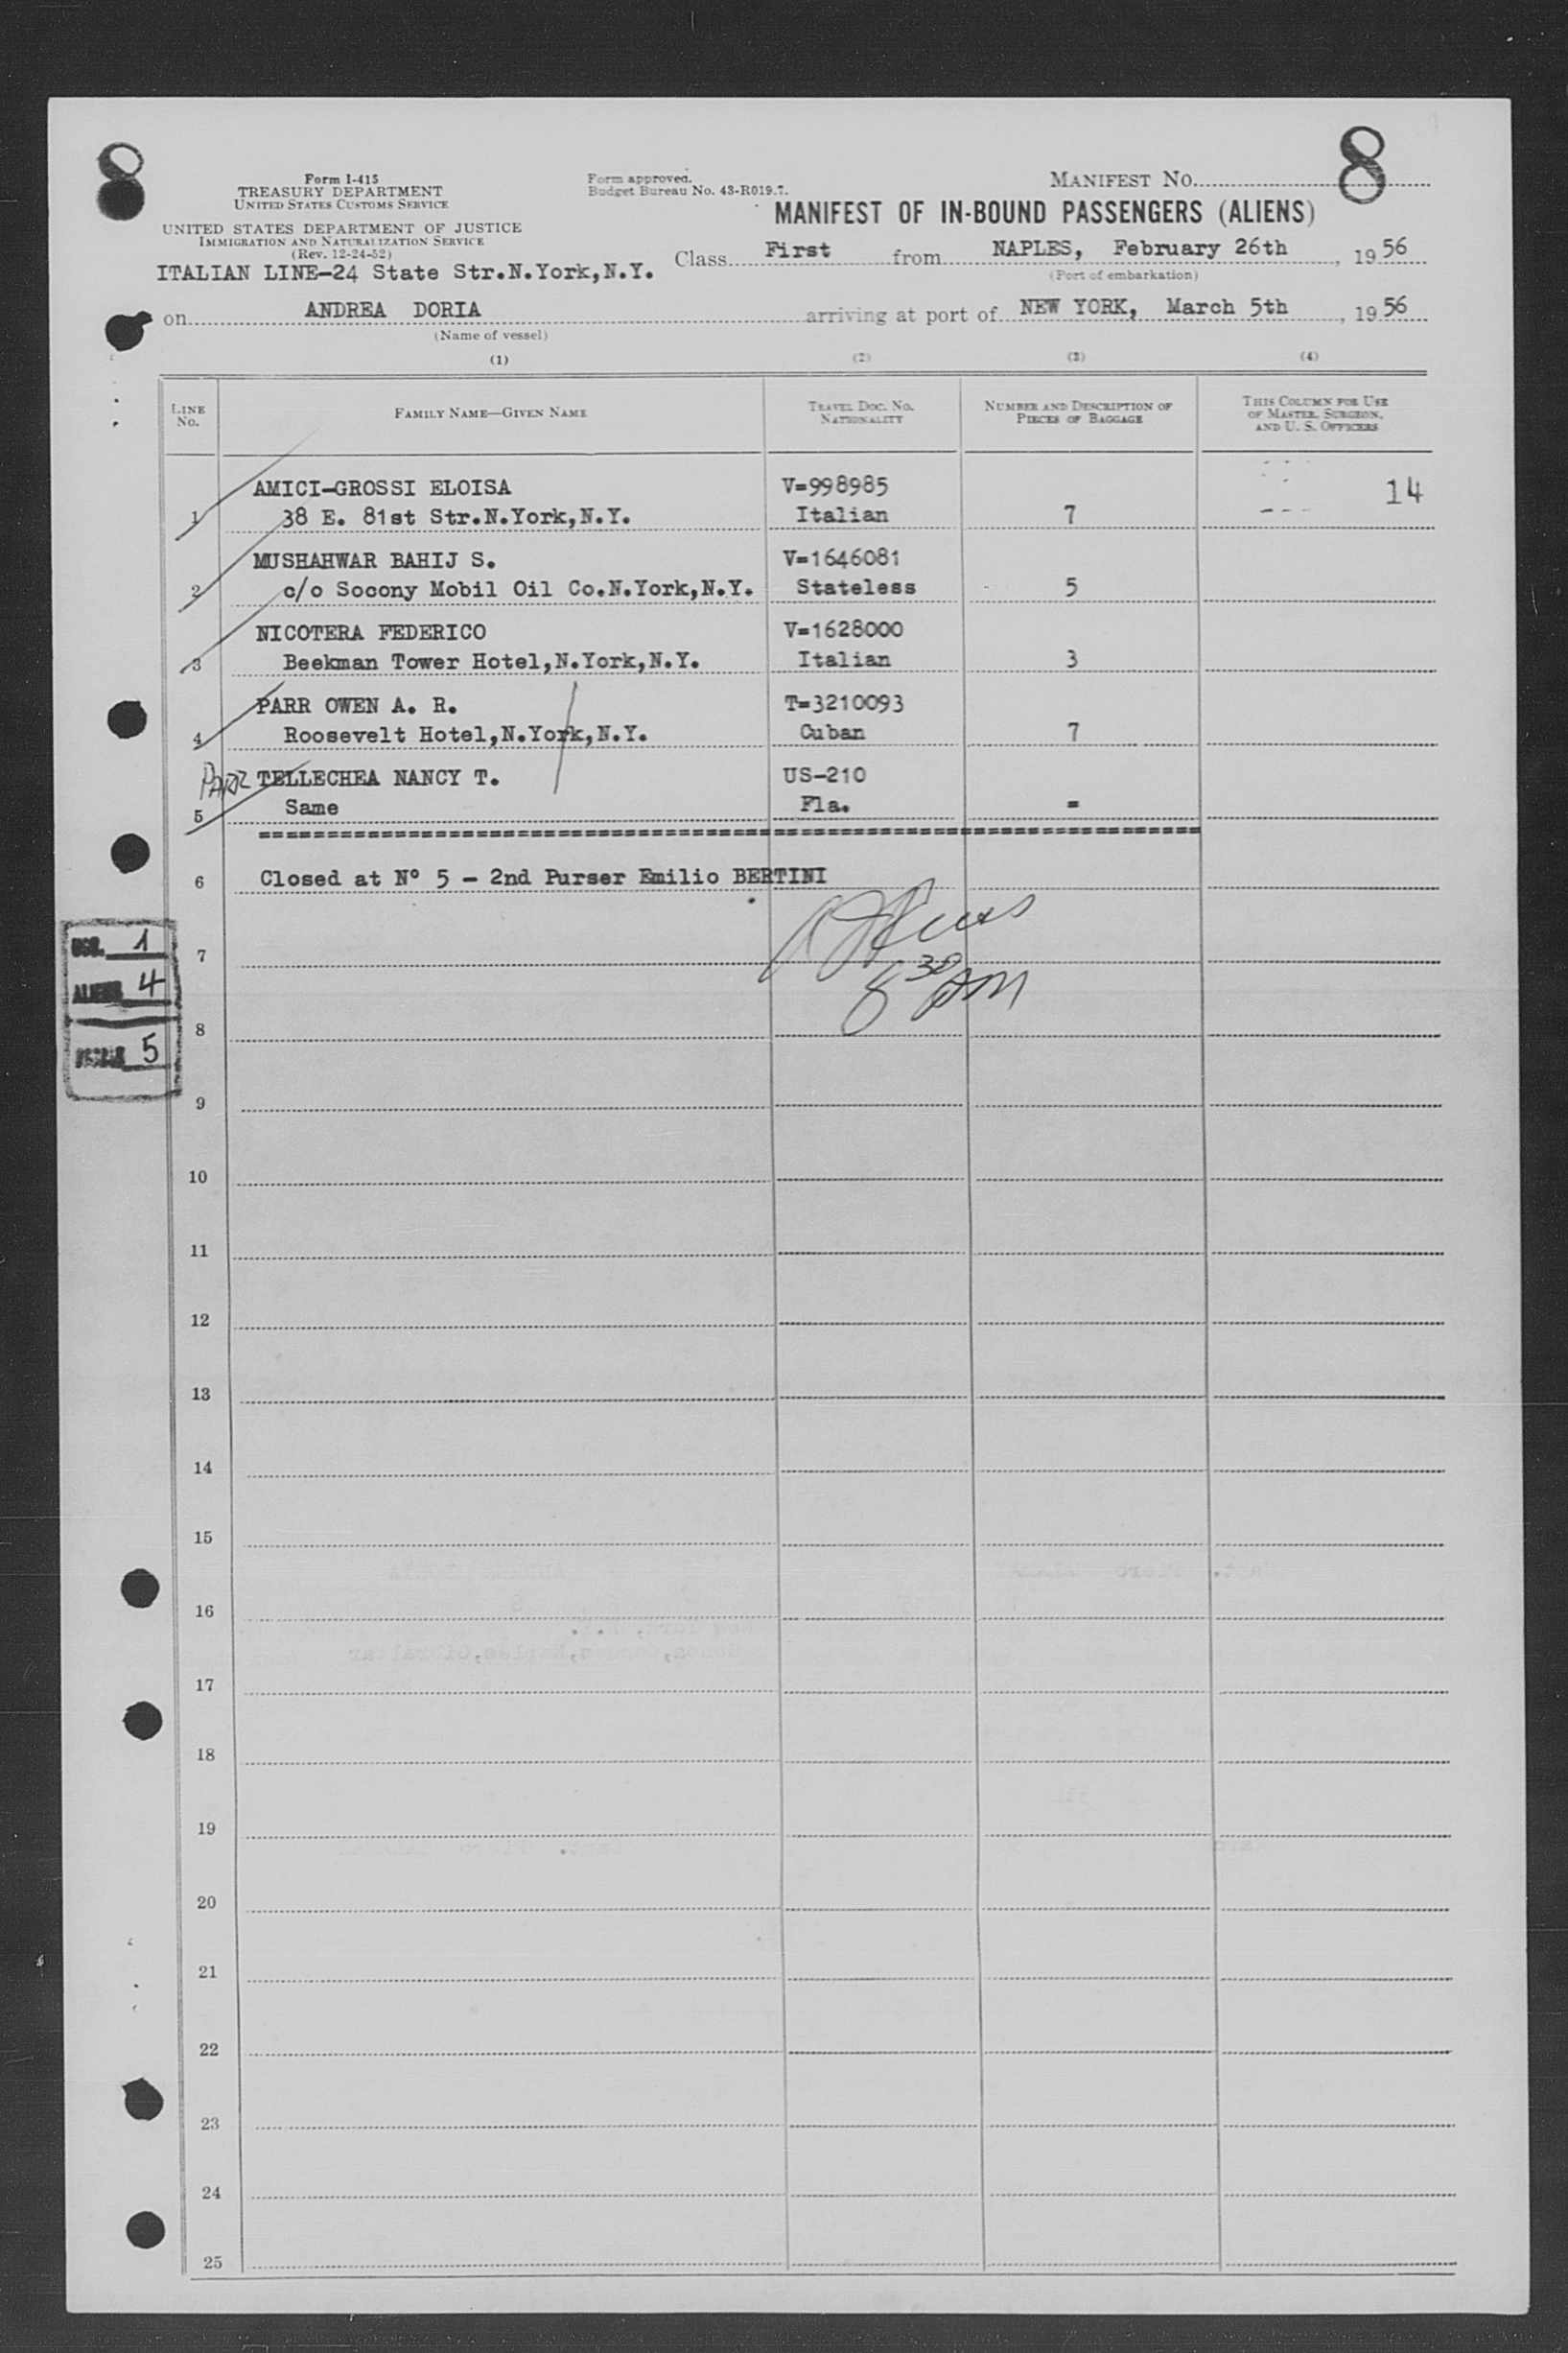 8
8
Form I-415
TREASURY DEPARTMENT
UNITED STATES CUSTOMS SERVICE
UNITED STATES DEPARTMENT OF JUSTICE
IMMIGRATION AND NATURALIZATION SERVICE
(Rev. 12-24-52)
ITALIAN LINE-24 State Str.N.York,N.Y.
Form approved.
Budget Bureau No. 43-R019.7.
MANIFEST NO.
MANIFEST OF IN-BOUND PASSENGERS (ALIENS)
Class First from NAPLES, February 26th, 1956
(Port of embarkation)
on ANDREA DORIA arriving at port of NEW YORK, March 5th, 1956
(Name of vessel)
(1) (2) (3) (4)
LINE No.
FAMILY NAME—GIVEN NAME
TRAVEL DOC. NO. NATIONALITY
NUMBER AND DESCRIPTION OF PIECES OF BAGGAGE
THIS COLUMN FOR USE OF MASTER, SURGEON, AND U. S. OFFICERS
AMICI-GROSSI ELOISA V=998985 14
1 38 E. 81st Str.N.York,N.Y. Italian 7
MUSHAHWAR BAHIJ S. V=1646081
2 c/o Socony Mobil Oil Co.N.York,N.Y. Stateless 5
NICOTERA FEDERICO V=1628000
3 Beekman Tower Hotel,N.York,N.Y. Italian 3
PARR OWEN A. R. T=3210093
4 Roosevelt Hotel,N.York,N.Y. Cuban 7
PARR TELLECHEA NANCY T. US-210
5 Same Fla. =
6 Closed at N° 5 - 2nd Purser Emilio BERTINI
7
8 30 AM
1
ALIENS 4
5
8
9
10
11
12
13
14
15
16
17
18
19
20
21
22
23
24
25